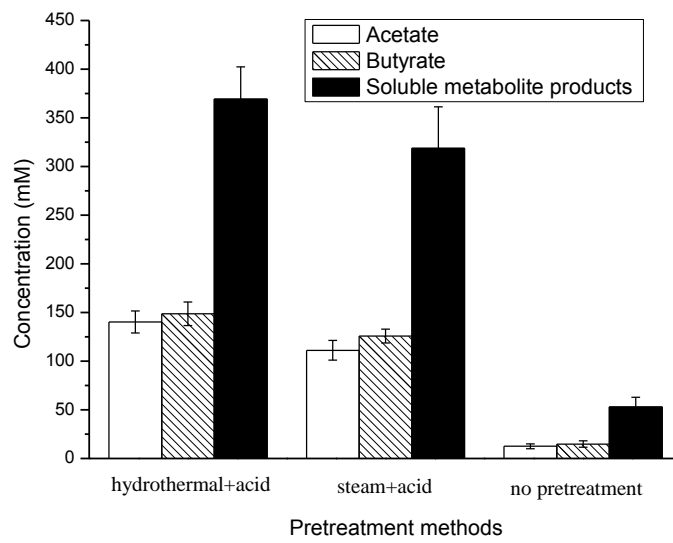 450
400
350
300
250
200
150
100
50
0
Concentration (mM)
Acetate
Butyrate
Soluble metabolite products
hydrothermal+acid
steam+acid
no pretreatment
Pretreatment methods